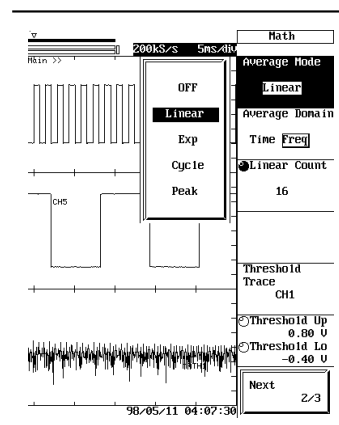 Math
200kS/s 5ms/div
Main >>
Average Mode
Linear
OFF
Linear
Exp
Cycle
Peak
Average Domain
Time Freq
Linear Count
16
CH5
Threshold
Trace
CH1
Threshold Up
0.80 V
Threshold Lo
-0.40 V
Next
2/3
98/05/11 04:07:30